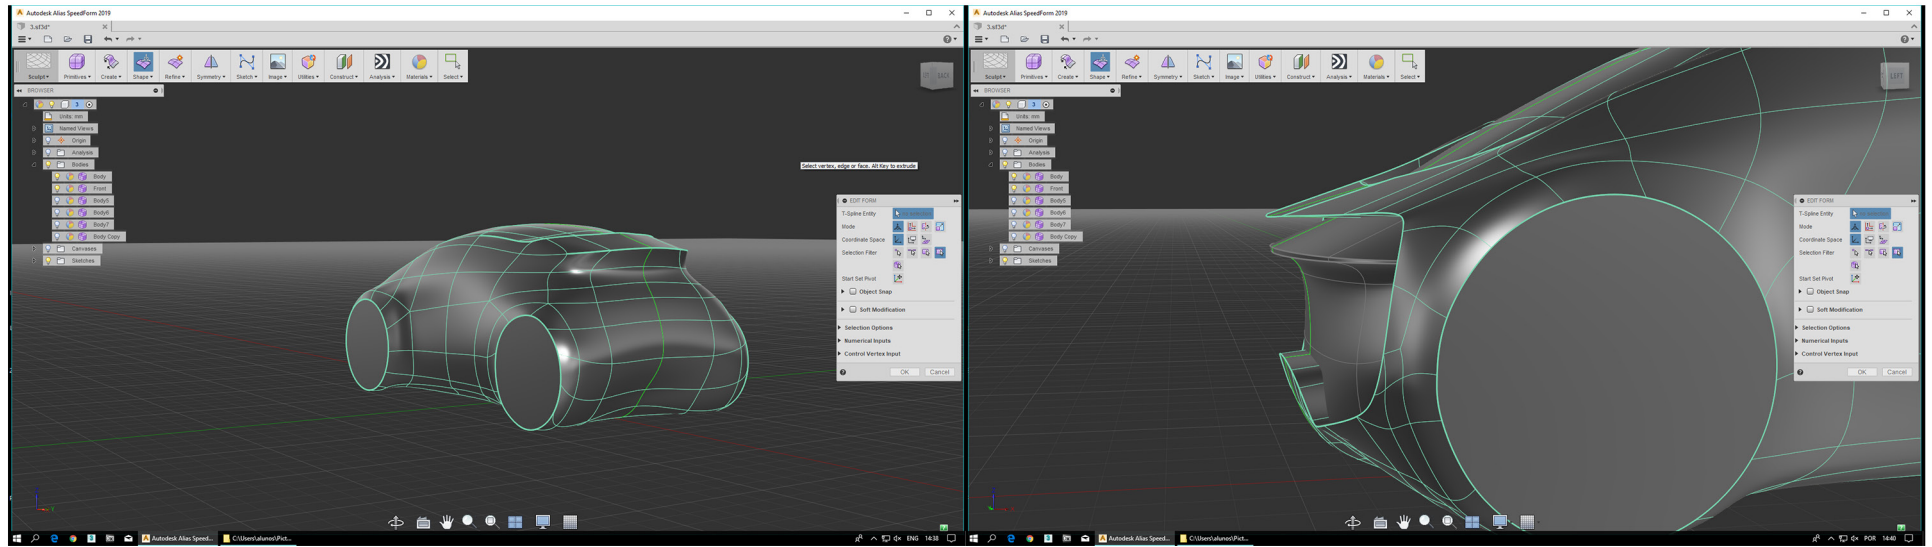 Autodesk Alias SpeedForm 2019
3.sf3d*
Sculpt Primitives Create Shape Refine Symmetry Sketch Image Utilities Construct Analysis Materials Select
BACK
BROWSER
3
Units: mm
Named Views
Origin
Analysis
Bodies
Body
Front
Body5
Body6
Body7
Body Copy
Canvases
Sketches
Select vertex, edge or face. Alt Key to extrude
EDIT FORM
T-Spline Entity
Mode
Coordinate Space
Selection Filter
Start Set Pivot
Object Snap
Soft Modification
Selection Options
Numerical Inputs
Control Vertex Input
OK Cancel
Autodesk Alias Speed... C:\Users\alunos\Pict... ENG 14:38
Autodesk Alias SpeedForm 2019
3.sf3d*
Sculpt Primitives Create Shape Refine Symmetry Sketch Image Utilities Construct Analysis Materials Select
LEFT
BROWSER
3
Units: mm
Named Views
Origin
Analysis
Bodies
Body
Front
Body5
Body6
Body7
Body Copy
Canvases
Sketches
EDIT FORM
T-Spline Entity
Mode
Coordinate Space
Selection Filter
Start Set Pivot
Object Snap
Soft Modification
Selection Options
Numerical Inputs
Control Vertex Input
OK Cancel
Autodesk Alias Speed... C:\Users\alunos\Pict... POR 14:40